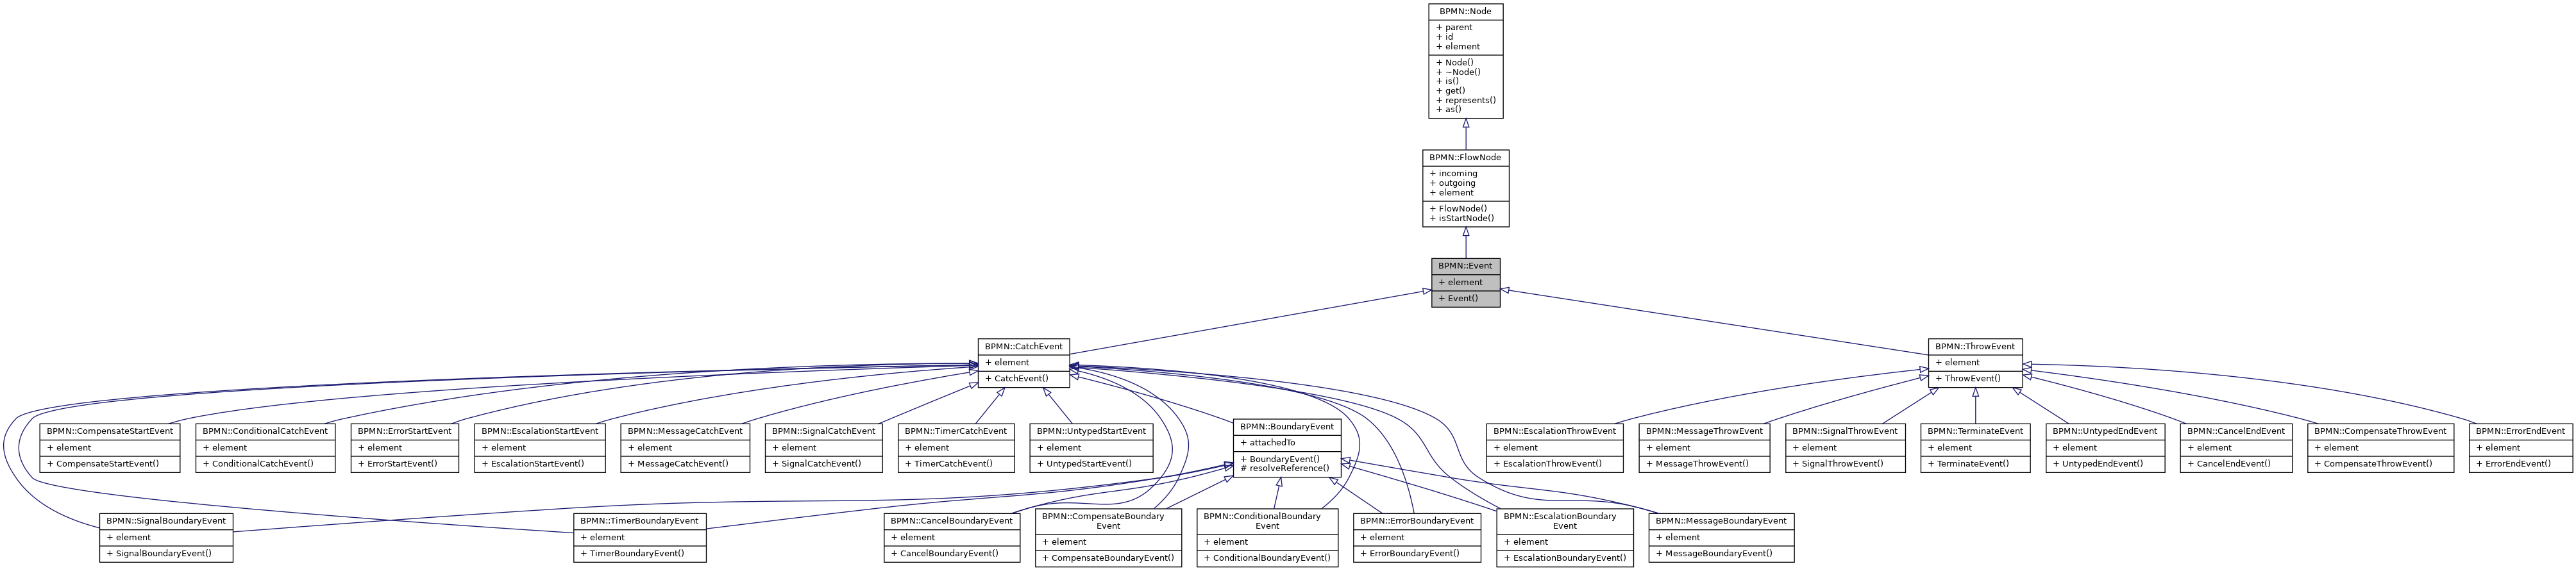 BPMN::Node
+ parent
+ id
+ element
+ Node()
+ ~Node()
+ is()
+ get()
+ represents()
+ as()
BPMN::FlowNode
+ incoming
+ outgoing
+ element
+ FlowNode()
+ isStartNode()
BPMN::Event
+ element
+ Event()
BPMN::CatchEvent
+ element
+ CatchEvent()
BPMN::ThrowEvent
+ element
+ ThrowEvent()
BPMN::CompensateStartEvent
+ element
+ CompensateStartEvent()
BPMN::ConditionalCatchEvent
+ element
+ ConditionalCatchEvent()
BPMN::ErrorStartEvent
+ element
+ ErrorStartEvent()
BPMN::EscalationStartEvent
+ element
+ EscalationStartEvent()
BPMN::MessageCatchEvent
+ element
+ MessageCatchEvent()
BPMN::SignalCatchEvent
+ element
+ SignalCatchEvent()
BPMN::TimerCatchEvent
+ element
+ TimerCatchEvent()
BPMN::UntypedStartEvent
+ element
+ UntypedStartEvent()
BPMN::BoundaryEvent
+ attachedTo
+ BoundaryEvent()
# resolveReference()
BPMN::EscalationThrowEvent
+ element
+ EscalationThrowEvent()
BPMN::MessageThrowEvent
+ element
+ MessageThrowEvent()
BPMN::SignalThrowEvent
+ element
+ SignalThrowEvent()
BPMN::TerminateEvent
+ element
+ TerminateEvent()
BPMN::UntypedEndEvent
+ element
+ UntypedEndEvent()
BPMN::CancelEndEvent
+ element
+ CancelEndEvent()
BPMN::CompensateThrowEvent
+ element
+ CompensateThrowEvent()
BPMN::ErrorEndEvent
+ element
+ ErrorEndEvent()
BPMN::SignalBoundaryEvent
+ element
+ SignalBoundaryEvent()
BPMN::TimerBoundaryEvent
+ element
+ TimerBoundaryEvent()
BPMN::CancelBoundaryEvent
+ element
+ CancelBoundaryEvent()
BPMN::CompensateBoundary
Event
+ element
+ CompensateBoundaryEvent()
BPMN::ConditionalBoundary
Event
+ element
+ ConditionalBoundaryEvent()
BPMN::ErrorBoundaryEvent
+ element
+ ErrorBoundaryEvent()
BPMN::EscalationBoundary
Event
+ element
+ EscalationBoundaryEvent()
BPMN::MessageBoundaryEvent
+ element
+ MessageBoundaryEvent()